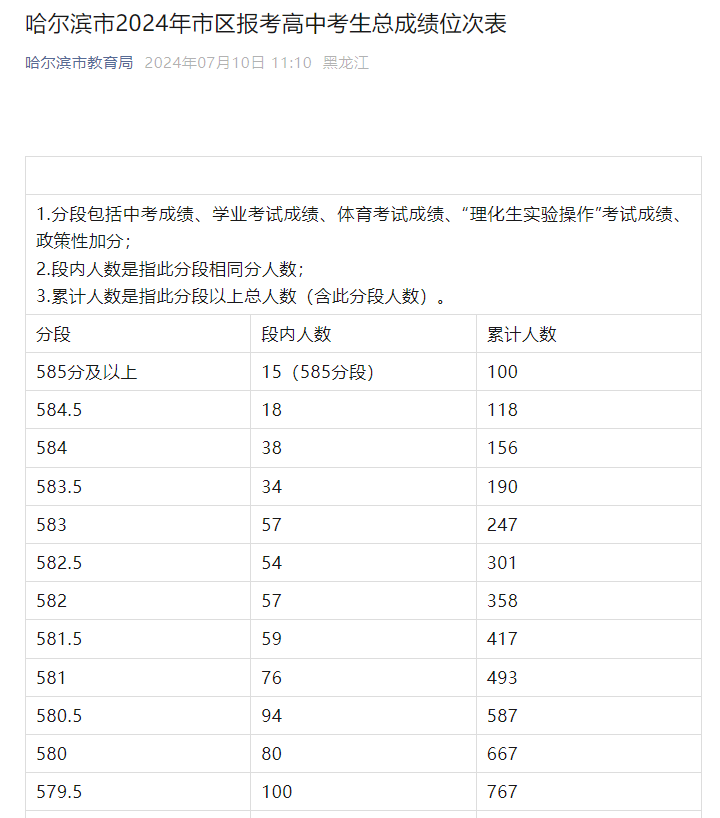 哈尔滨市2024年市区报考高中考生总成绩位次表
哈尔滨市教育局 2024年07月10日 11:10 黑龙江
1.分段包括中考成绩、学业考试成绩、体育考试成绩、“理化生实验操作”考试成绩、
政策性加分；
2.段内人数是指此分段相同分人数；
3.累计人数是指此分段以上总人数（含此分段人数）。
分段 段内人数 累计人数
585分及以上 15（585分段） 100
584.5 18 118
584 38 156
583.5 34 190
583 57 247
582.5 54 301
582 57 358
581.5 59 417
581 76 493
580.5 94 587
580 80 667
579.5 100 767